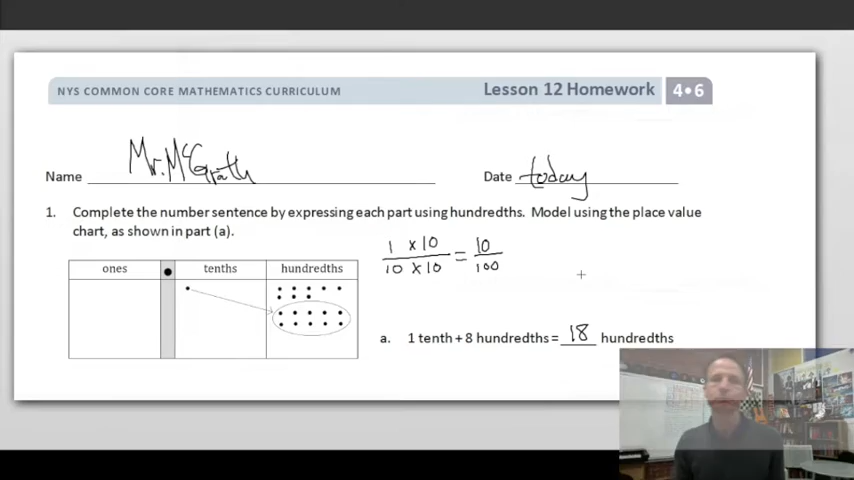 NYS COMMON CORE MATHEMATICS CURRICULUM Lesson 12 Homework 4•6
Name Mr. McGrath Date today
1. Complete the number sentence by expressing each part using hundredths. Model using the place value
chart, as shown in part (a).
1 x 10 / 10 x 10 = 10 / 100
ones • tenths hundredths
a. 1 tenth + 8 hundredths = 18 hundredths